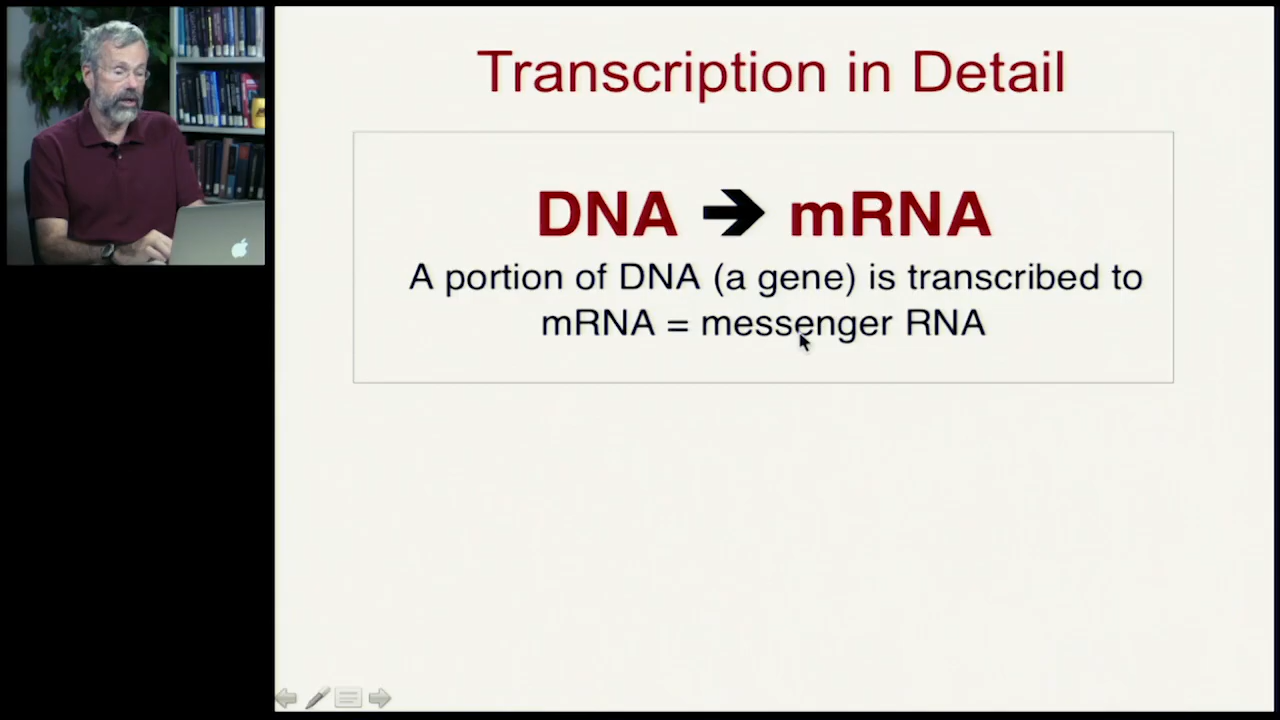 Transcription in Detail
DNA ➔ mRNA
A portion of DNA (a gene) is transcribed to
mRNA = messenger RNA